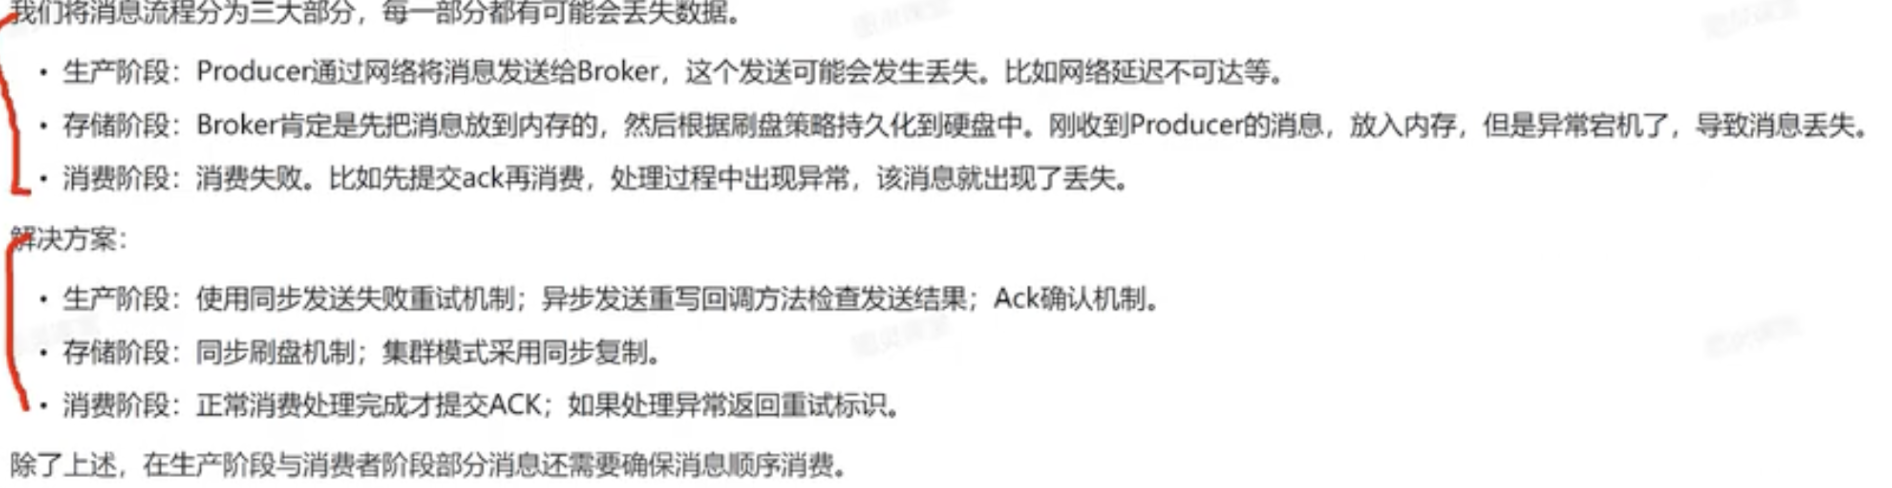 我们将消息流程分为三大部分，每一部分都有可能会丢失数据。
• 生产阶段：Producer通过网络将消息发送给Broker，这个发送可能会发生丢失。比如网络延迟不可达等。
• 存储阶段：Broker肯定是先把消息放到内存的，然后根据刷盘策略持久化到硬盘中。刚收到Producer的消息，放入内存，但是异常宕机了，导致消息丢失。
• 消费阶段：消费失败。比如先提交ack再消费，处理过程中出现异常，该消息就出现了丢失。
解决方案：
• 生产阶段：使用同步发送失败重试机制；异步发送重写回调方法检查发送结果；Ack确认机制。
• 存储阶段：同步刷盘机制；集群模式采用同步复制。
• 消费阶段：正常消费处理完成才提交ACK；如果处理异常返回重试标识。
除了上述，在生产阶段与消费者阶段部分消息还需要确保消息顺序消费。